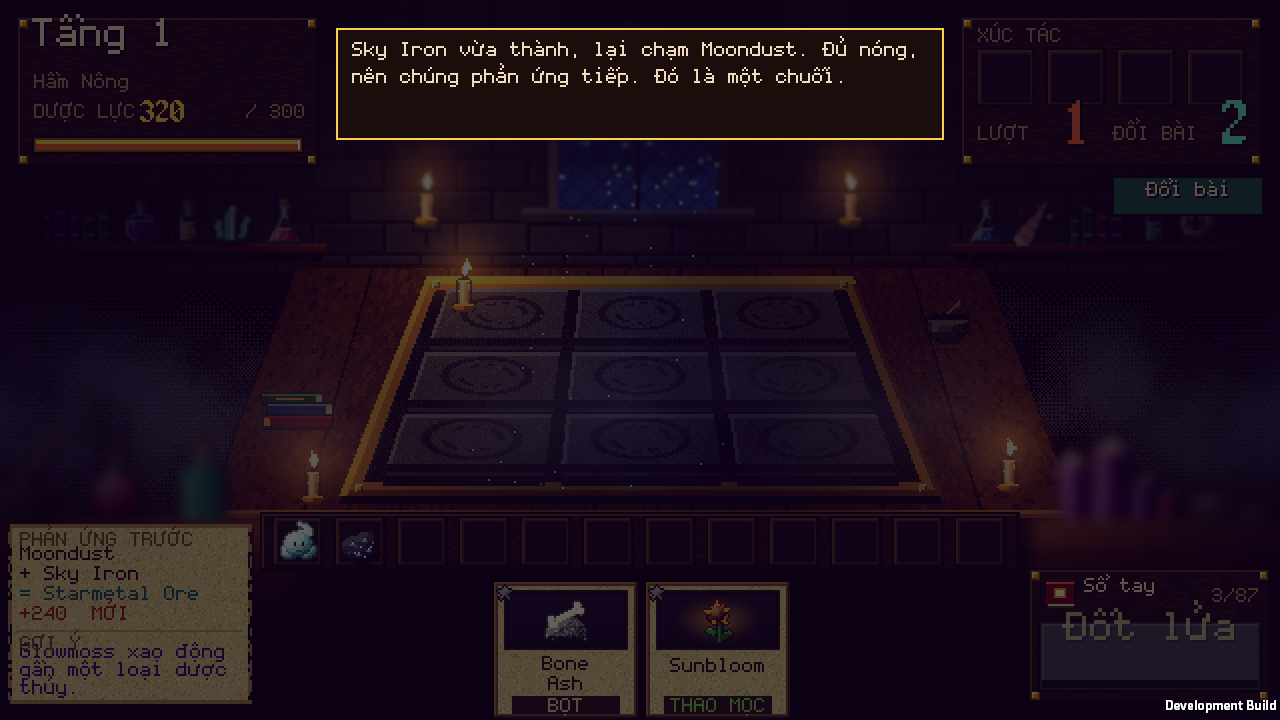 Tầng 1
Hầm Nông
DƯỢC LỰC 320 / 300
Sky Iron vừa thành, lại chạm Moondust. Đủ nóng,
nên chúng phản ứng tiếp. Đó là một chuỗi.
XÚC TÁC
LƯỢT 1 ĐỔI BÀI 2
Đổi bài
PHẢN ỨNG TRƯỚC
Moondust
+ Sky Iron
= Starmetal Ore
+240 MỚI
GỢI Ý
Glowmoss xao động
gần một loại dược
thủy.
Bone
Ash
BỘT
Sunbloom
THẢO MỘC
Sổ tay
3/87
Đốt lửa
Development Build